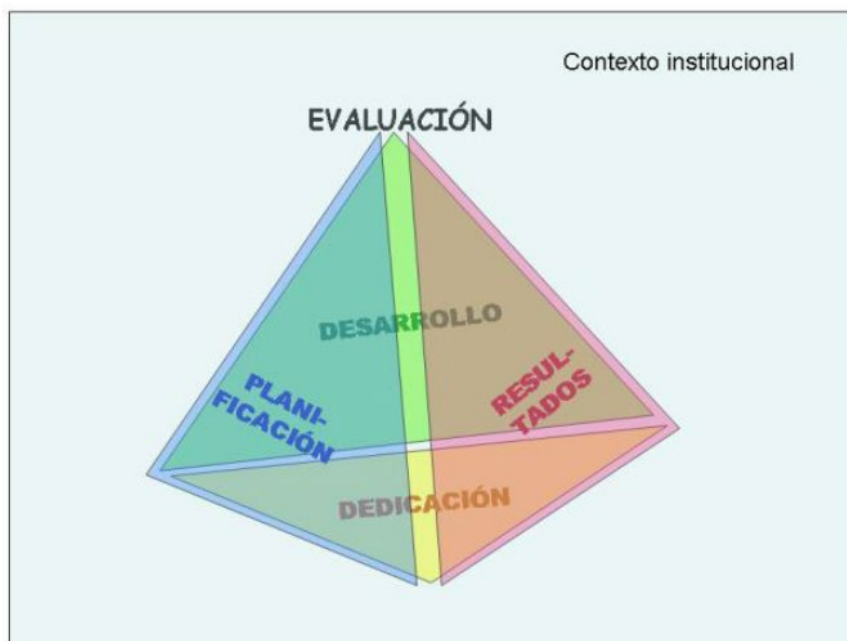 Contexto institucional
EVALUACIÓN
DESARROLLO
PLANI-
FICACIÓN
RESUL-
TADOS
DEDICACIÓN